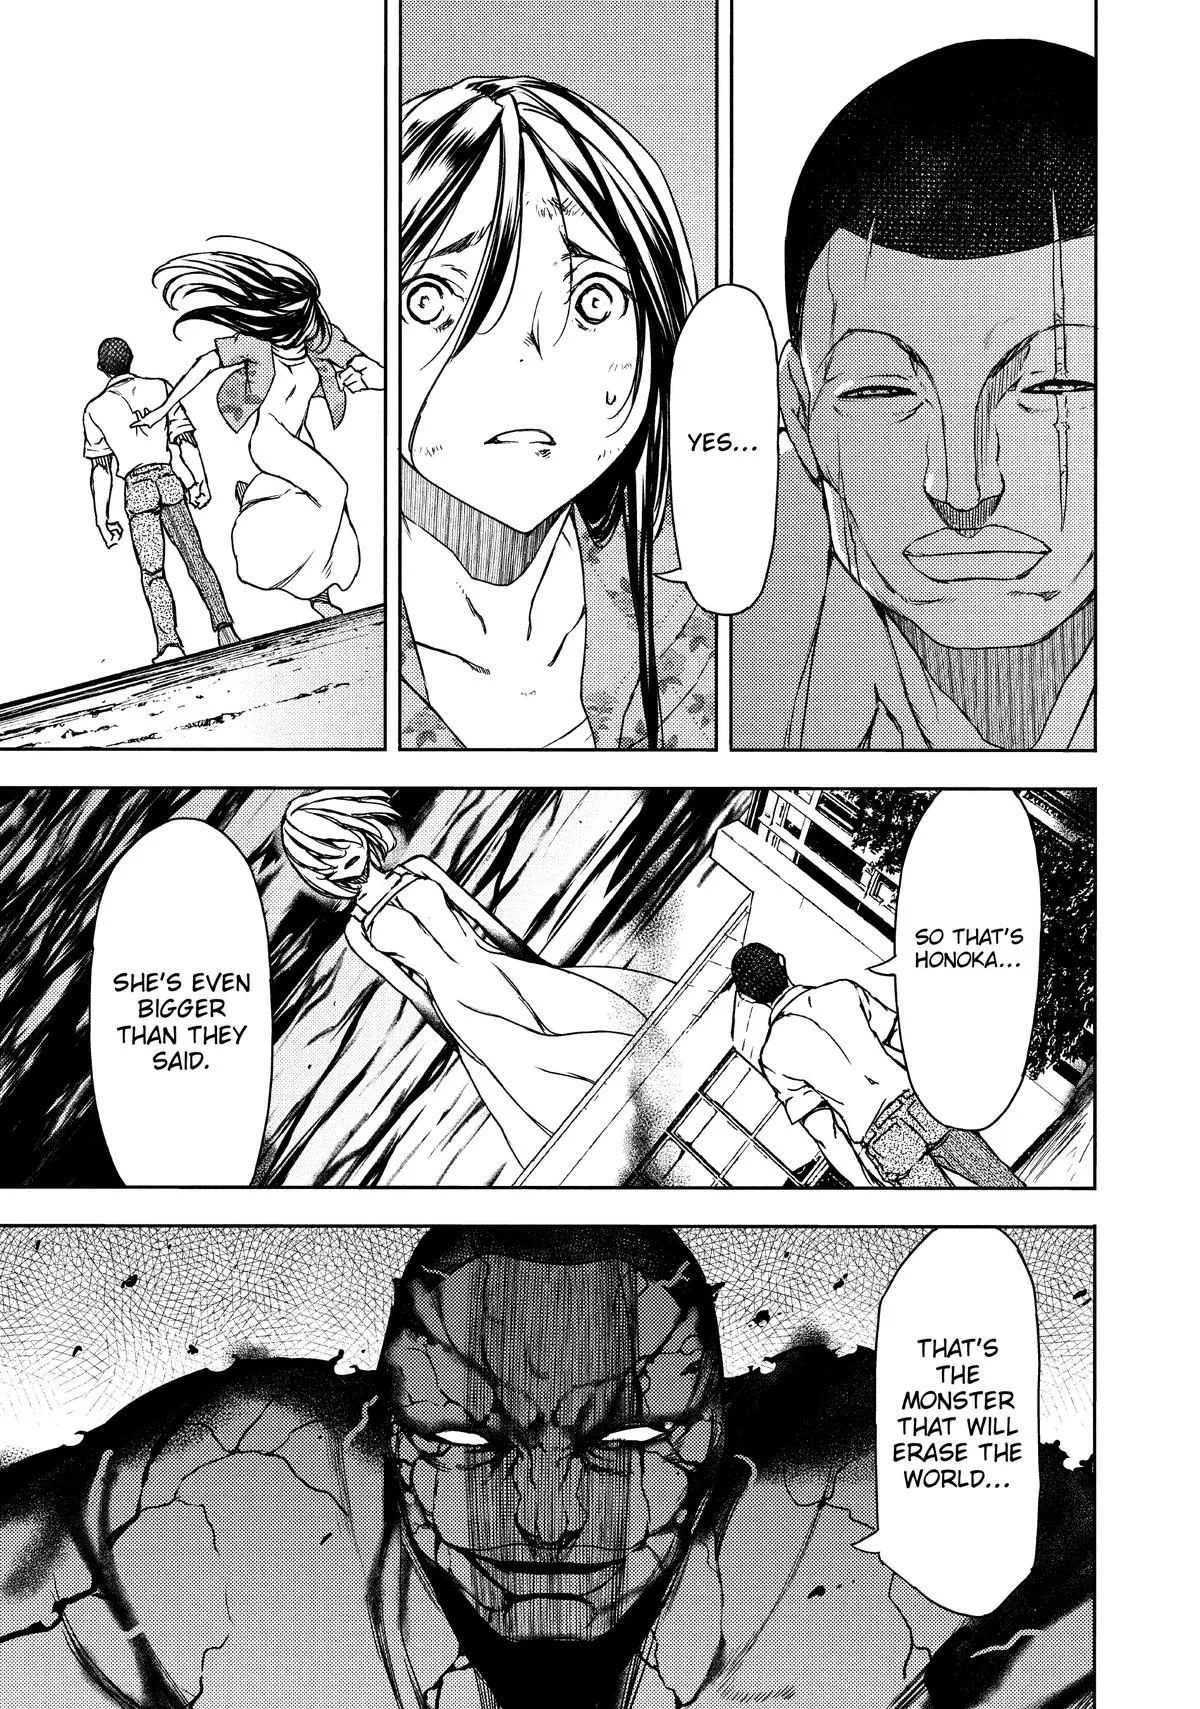 YES...
SO THAT'S
HONOKA...
SHE'S EVEN
BIGGER
THAN THEY
SAID.
THAT'S
THE
MONSTER
THAT WILL
ERASE THE
WORLD...